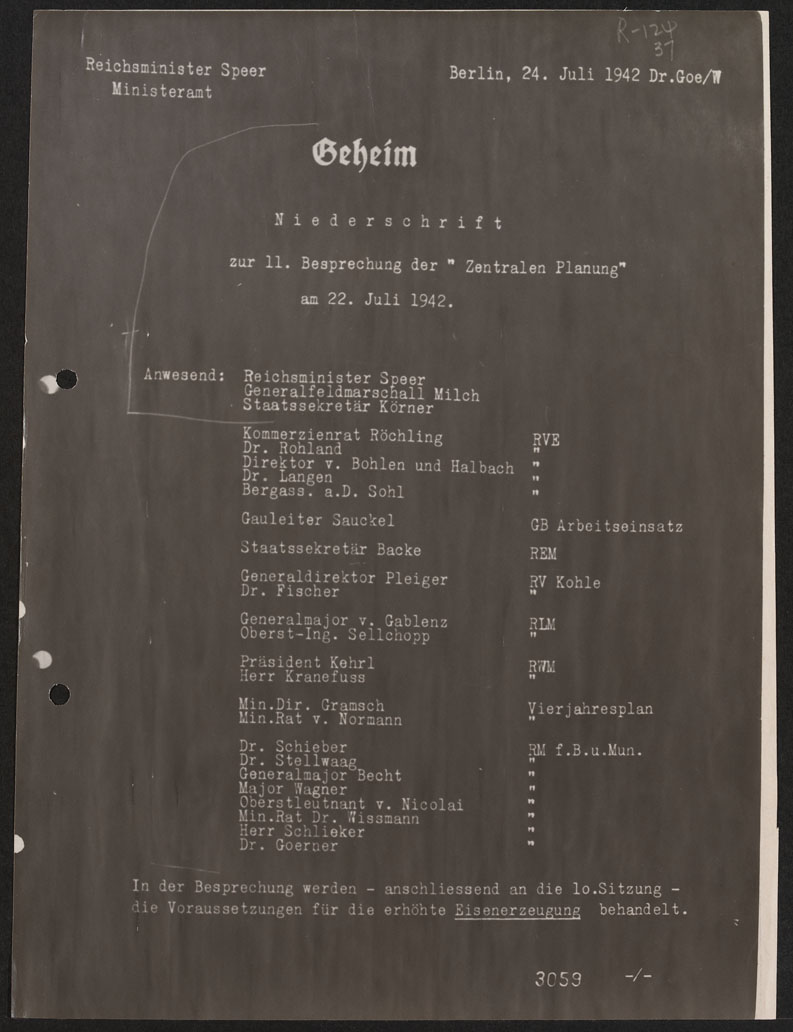 R-124
37
Reichsminister Speer
Ministeramt
Berlin, 24. Juli 1942 Dr.Goe/W
Geheim
Niederschrift
zur 11. Besprechung der " Zentralen Planung"
am 22. Juli 1942.
Anwesend: Reichsminister Speer
Generalfeldmarschall Milch
Staatssekretär Körner
Kommerzienrat Röchling RVE
Dr. Rohland "
Direktor v. Bohlen und Halbach "
Dr. Langen "
Bergass. a.D. Sohl "
Gauleiter Sauckel GB Arbeitseinsatz
Staatssekretär Backe REM
Generaldirektor Pleiger RV Kohle
Dr. Fischer "
Generalmajor v. Gablenz RLM
Oberst-Ing. Sellchopp "
Präsident Kehrl RWM
Herr Kranefuss "
Min.Dir. Gramsch Vierjahresplan
Min.Rat v. Normann "
Dr. Schieber RM f.B.u.Mun.
Dr. Stellwaag "
Generalmajor Becht "
Major Wagner "
Oberstleutnant v. Nicolai "
Min.Rat Dr. Wissmann "
Herr Schlieker "
Dr. Goerner "
In der Besprechung werden - anschliessend an die lo.Sitzung -
die Voraussetzungen für die erhöhte Eisenerzeugung behandelt.
3059 -/-